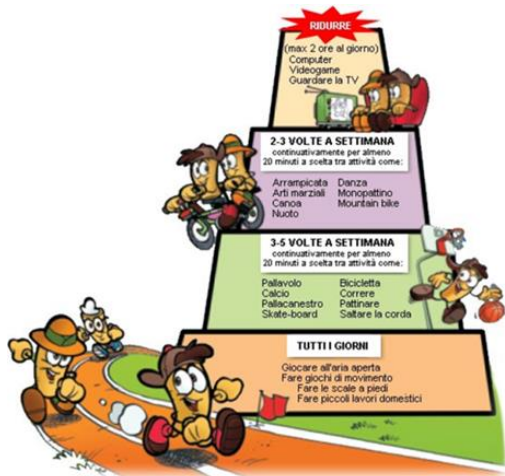 RIDURRE
(max 2 ore al giorno)
Computer
Videogame
Guardare la TV
2-3 VOLTE A SETTIMANA
continuativamente per almeno
20 minuti a scelta tra attività come:
Arrampicata Danza
Arti marziali Monopattino
Canoa Mountain bike
Nuoto
3-5 VOLTE A SETTIMANA
continuativamente per almeno
20 minuti a scelta tra attività come:
Pallavolo Bicicletta
Calcio Correre
Pallacanestro Pattinare
Skate-board Saltare la corda
TUTTI I GIORNI
Giocare all'aria aperta
Fare giochi di movimento
Fare le scale a piedi
Fare piccoli lavori domestici